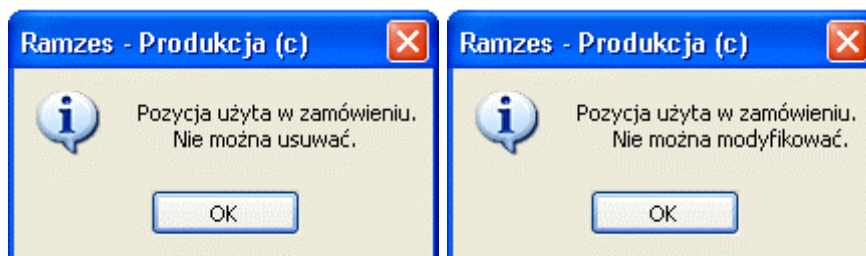 Ramzes - Produkcja (c)
Pozycja użyta w zamówieniu.
Nie można usuwać.
OK
Ramzes - Produkcja (c)
Pozycja użyta w zamówieniu.
Nie można modyfikować.
OK